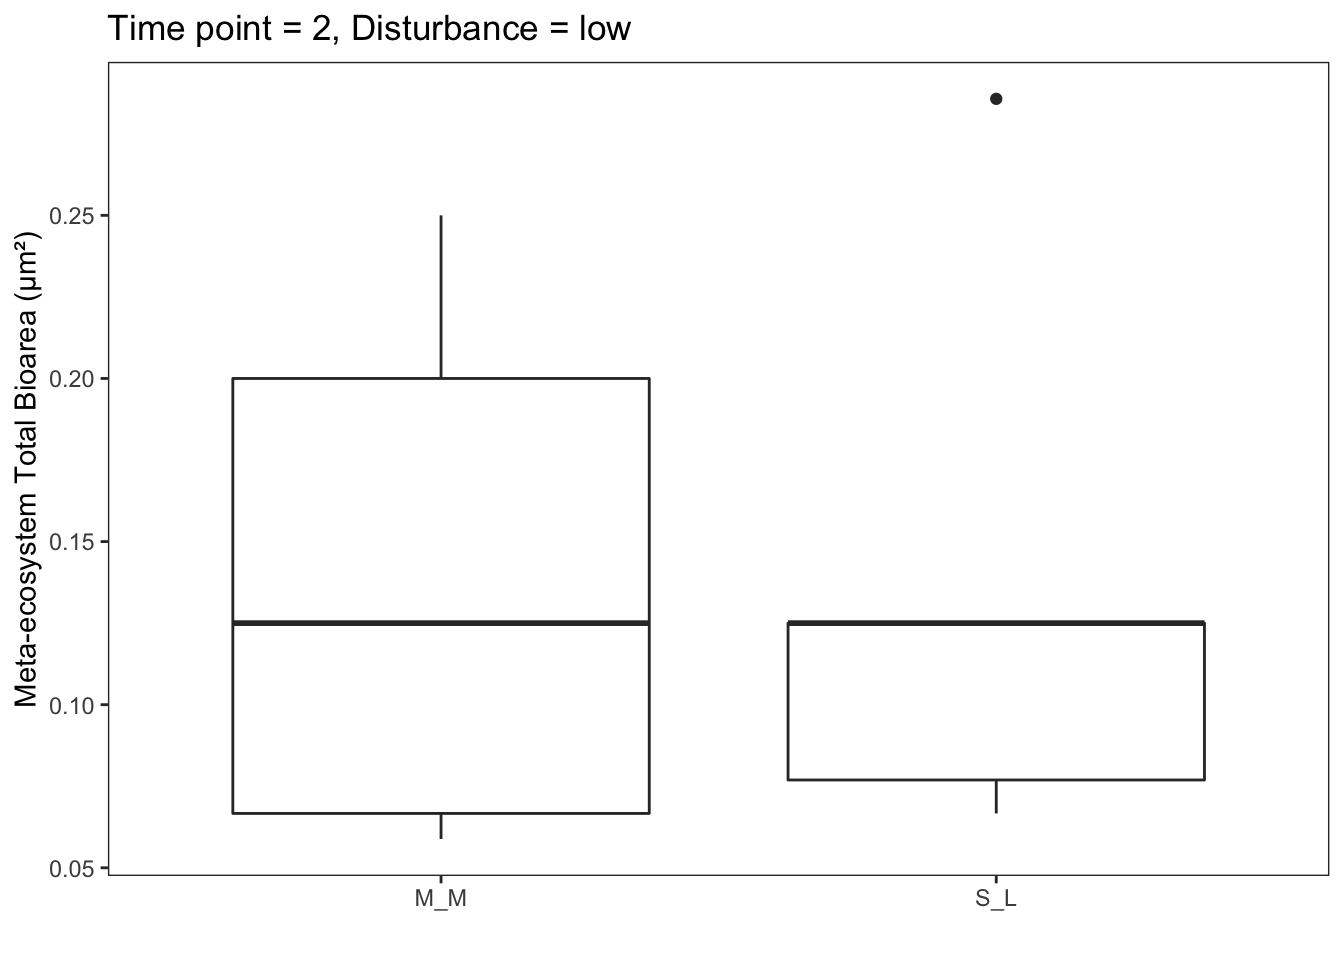 Time point = 2, Disturbance = low
Meta-ecosystem Total Bioarea (μm²)
0.25
0.20
0.15
0.10
0.05
M_M
S_L